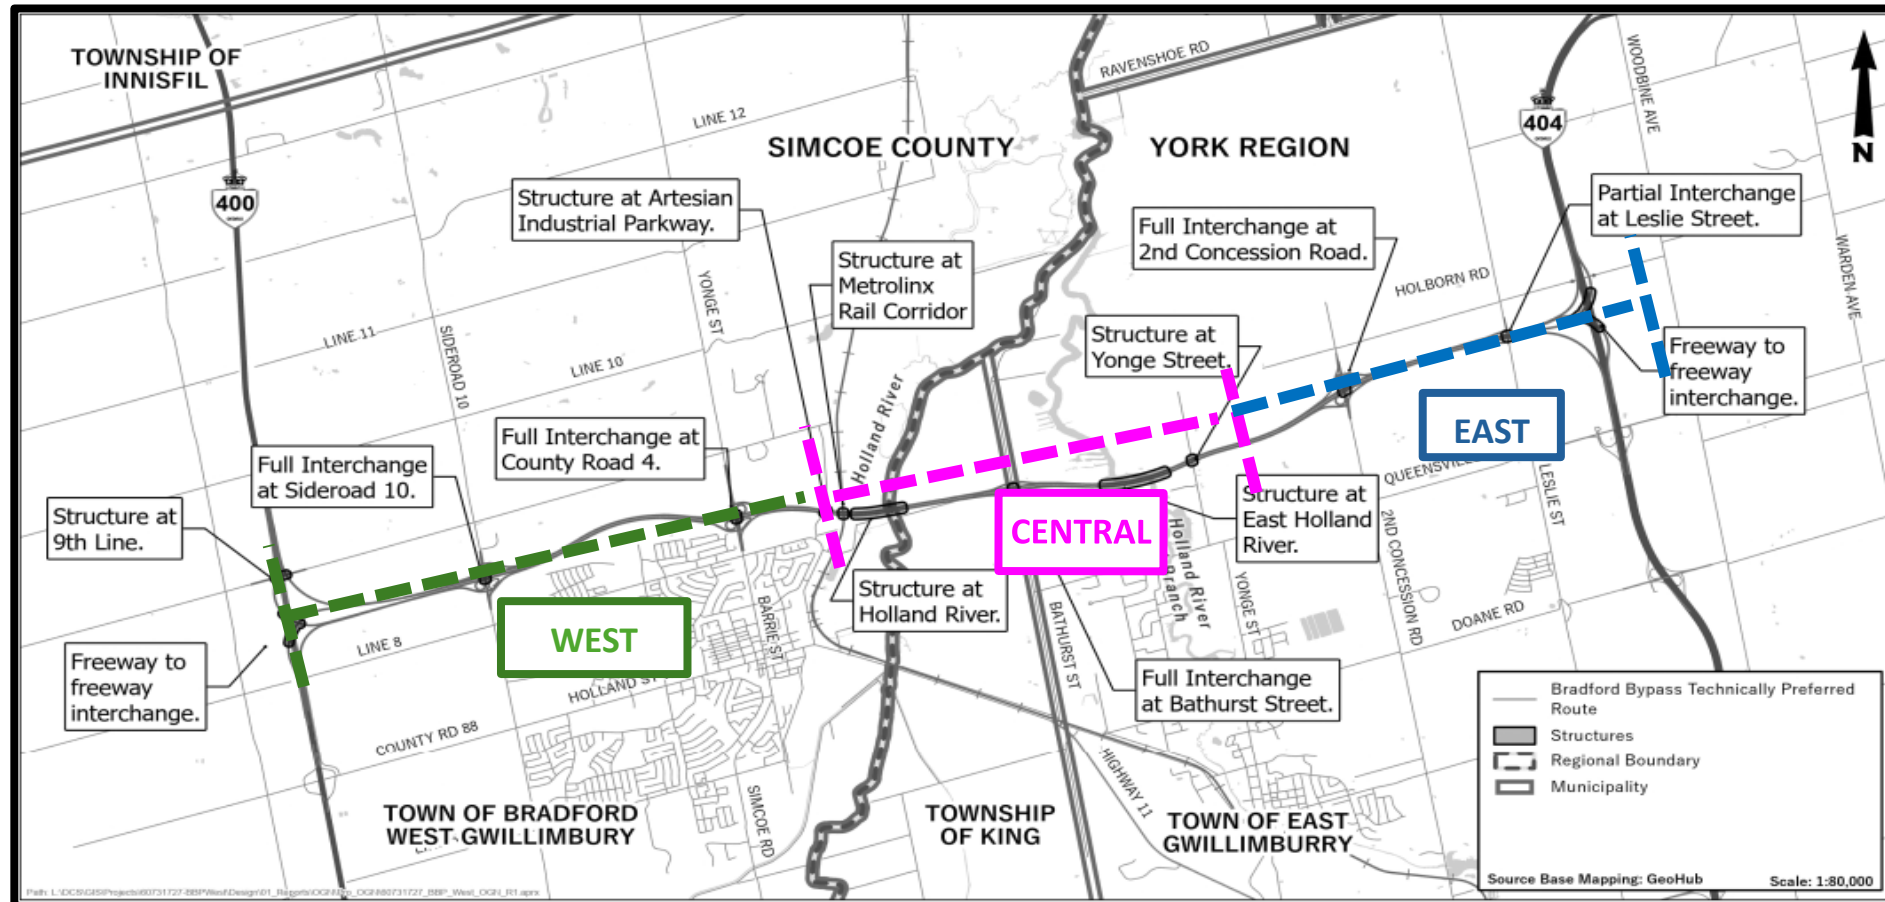 TOWNSHIP OF
INNISFIL
LINE 12
SIMCOE COUNTY
YORK REGION
RAVENSHOE RD
WOODBINE AVE
404
400
N
Structure at Artesian
Industrial Parkway.
Structure at
Metrolinx
Rail Corridor
Full Interchange at
2nd Concession Road.
Partial Interchange
at Leslie Street.
WARDEN AVE
HOLBORN RD
YONGE ST
LINE 11
SIDEROAD 10
LINE 10
Structure at
Yonge Street.
Freeway to
freeway
interchange.
Holland River
EAST
Full Interchange at
County Road 4.
Full Interchange
at Sideroad 10.
QUEENSVILLE
LESLIE ST
Structure at
9th Line.
Structure at
East Holland
River.
CENTRAL
2ND CONCESSION RD
Holland River
Branch
YONGE ST
Structure at
Holland River.
BARRIE ST
BATHURST ST
DOANE RD
WEST
LINE 8
Freeway to
freeway
interchange.
HOLLAND ST
Full Interchange
at Bathurst Street.
COUNTY RD 88
HIGHWAY 11
SIMCOE RD
TOWN OF BRADFORD
WEST GWILLIMBURY
TOWNSHIP
OF KING
TOWN OF EAST
GWILLIMBURRY
Bradford Bypass Technically Preferred
Route
Structures
Regional Boundary
Municipality
Source Base Mapping: GeoHub
Scale: 1:80,000